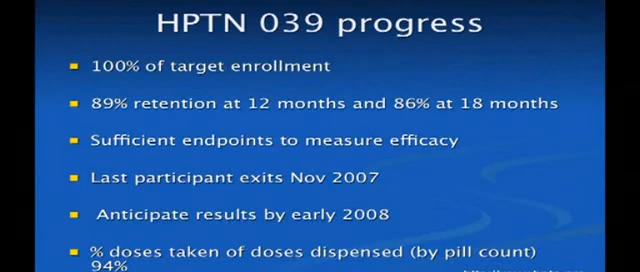 HPTN 039 progress
100% of target enrollment
89% retention at 12 months and 86% at 18 months
Sufficient endpoints to measure efficacy
Last participant exits Nov 2007
Anticipate results by early 2008
% doses taken of doses dispensed (by pill count)
94%